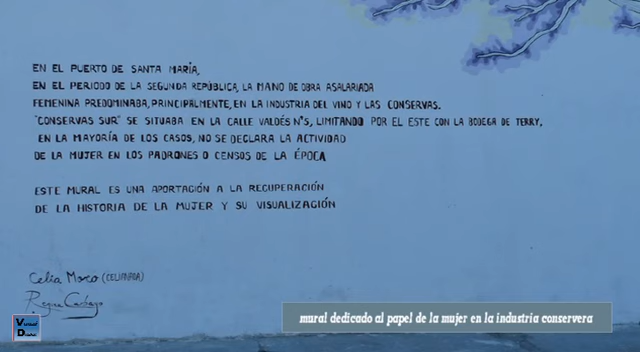 EN EL PUERTO DE SANTA MARÍA,
EN EL PERIODO DE LA SEGUNDA REPÚBLICA, LA MANO DE OBRA ASALARIADA
FEMENINA PREDOMINABA, PRINCIPALMENTE, EN LA INDUSTRIA DEL VINO Y LAS CONSERVAS.
"CONSERVAS SUR" SE SITUABA EN LA CALLE VALDÉS Nº5, LIMITANDO POR EL ESTE CON LA BODEGA DE TERRY,
EN LA MAYORÍA DE LOS CASOS, NO SE DECLARA LA ACTIVIDAD
DE LA MUJER EN LOS PADRONES O CENSOS DE LA ÉPOCA
ESTE MURAL ES UNA APORTACIÓN A LA RECUPERACIÓN
DE LA HISTORIA DE LA MUJER Y SU VISUALIZACIÓN
Celia Moro
mural dedicado al papel de la mujer en la industria conservera